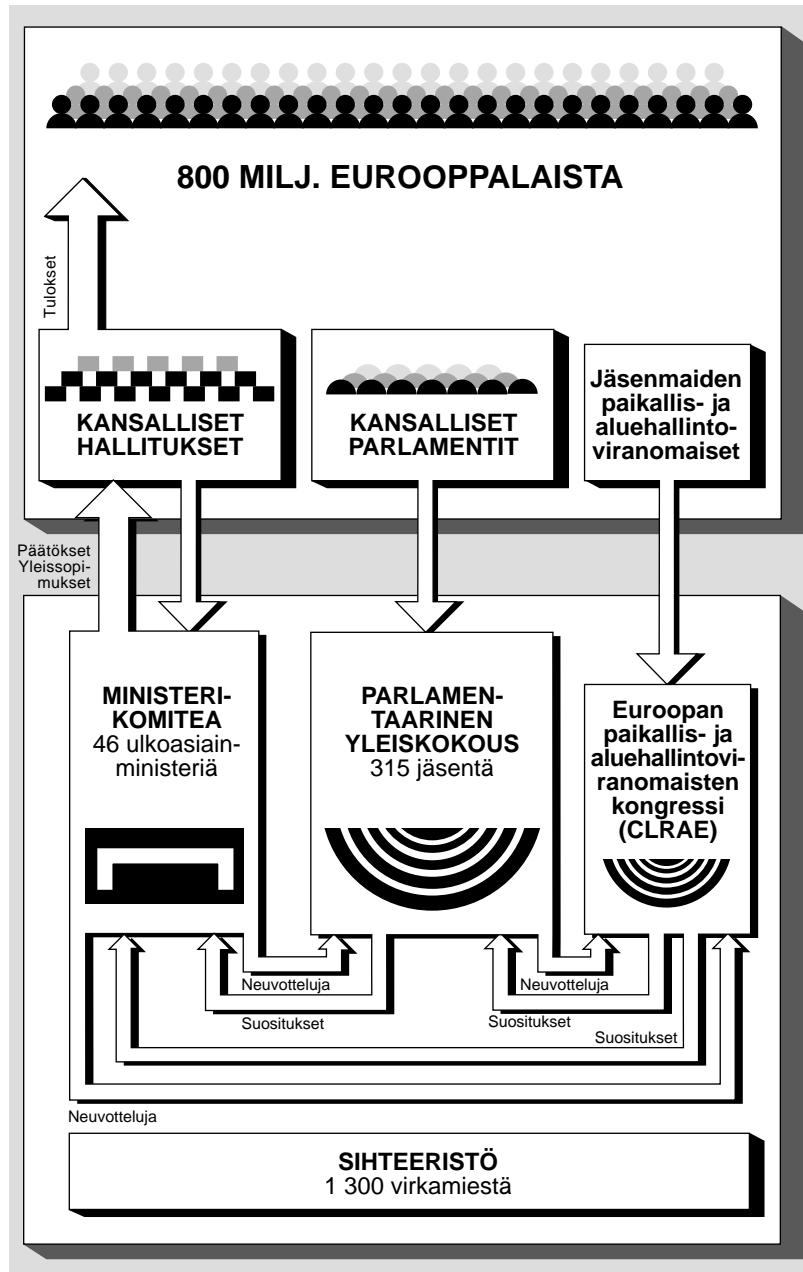 800 MILJ. EUROOPPALAISTA
Tulokset
KANSALLISET
HALLITUKSET
KANSALLISET
PARLAMENTIT
Jäsenmaiden
paikallis- ja
aluehallinto-
viranomaiset
Päätökset
Yleissopi-
mukset
MINISTERI-
KOMITEA
46 ulkoasiain-
ministeriä
PARLAMEN-
TAARINEN
YLEISKOKOUS
315 jäsentä
Euroopan
paikallis- ja
aluehallintovi-
ranomaisten
kongressi
(CLRAE)
Neuvotteluja
Suositukset
Neuvotteluja
Suositukset
Suositukset
Neuvotteluja
SIHTEERISTÖ
1 300 virkamiestä